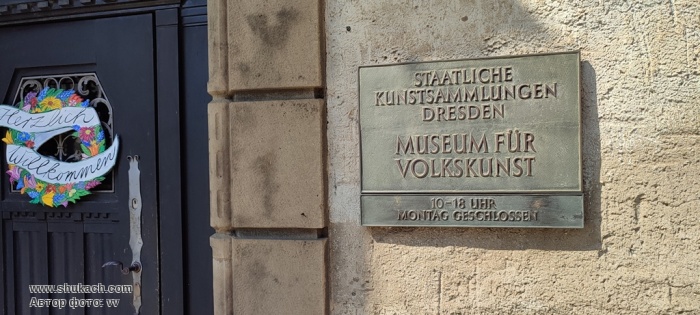 Herzlich
Willkommen
STAATLICHE
KUNSTSAMMLUNGEN
DRESDEN
MUSEUM FÜR
VOLKSKUNST
10-18 UHR
MONTAG GESCHLOSSEN
www.shukach.com
Автор фото: vv